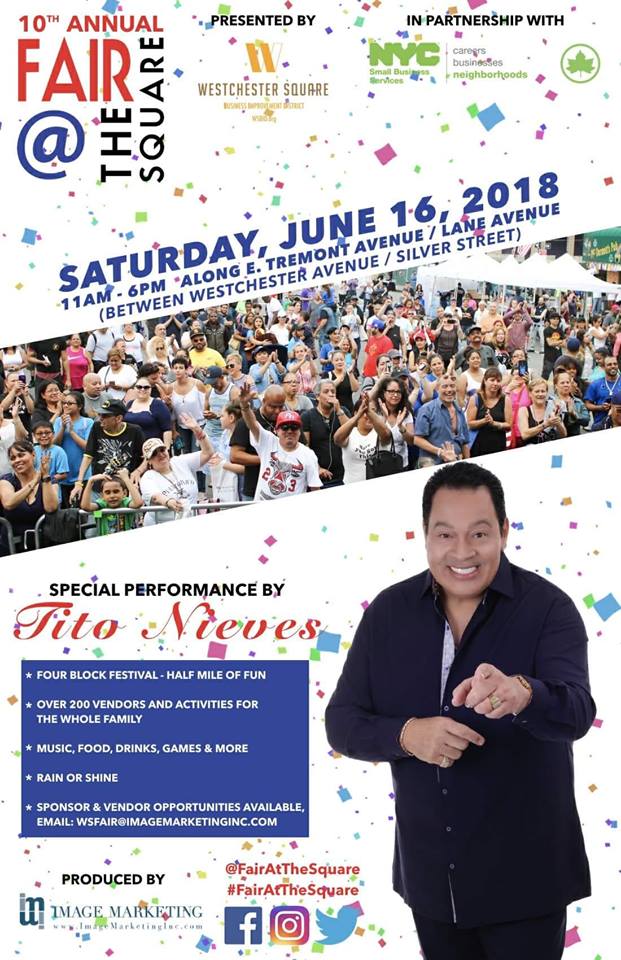 10TH ANNUAL
FAIR
@
THE
SQUARE
PRESENTED BY
W
WESTCHESTER SQUARE
BUSINESS IMPROVEMENT DISTRICT
WSBID.org
IN PARTNERSHIP WITH
NYC
Small Business
Services
careers
businesses
neighborhoods
SATURDAY, JUNE 16, 2018
11AM - 6PM ALONG E. TREMONT AVENUE / LANE AVENUE
(BETWEEN WESTCHESTER AVENUE / SILVER STREET)
23
SPECIAL PERFORMANCE BY
Tito Nieves
* FOUR BLOCK FESTIVAL - HALF MILE OF FUN
* OVER 200 VENDORS AND ACTIVITIES FOR
THE WHOLE FAMILY
* MUSIC, FOOD, DRINKS, GAMES & MORE
* RAIN OR SHINE
* SPONSOR & VENDOR OPPORTUNITIES AVAILABLE,
EMAIL: WSFAIR@IMAGEMARKETINGINC.COM
PRODUCED BY
IMAGE MARKETING
www.ImageMarketingInc.com
@FairAtTheSquare
#FairAtTheSquare